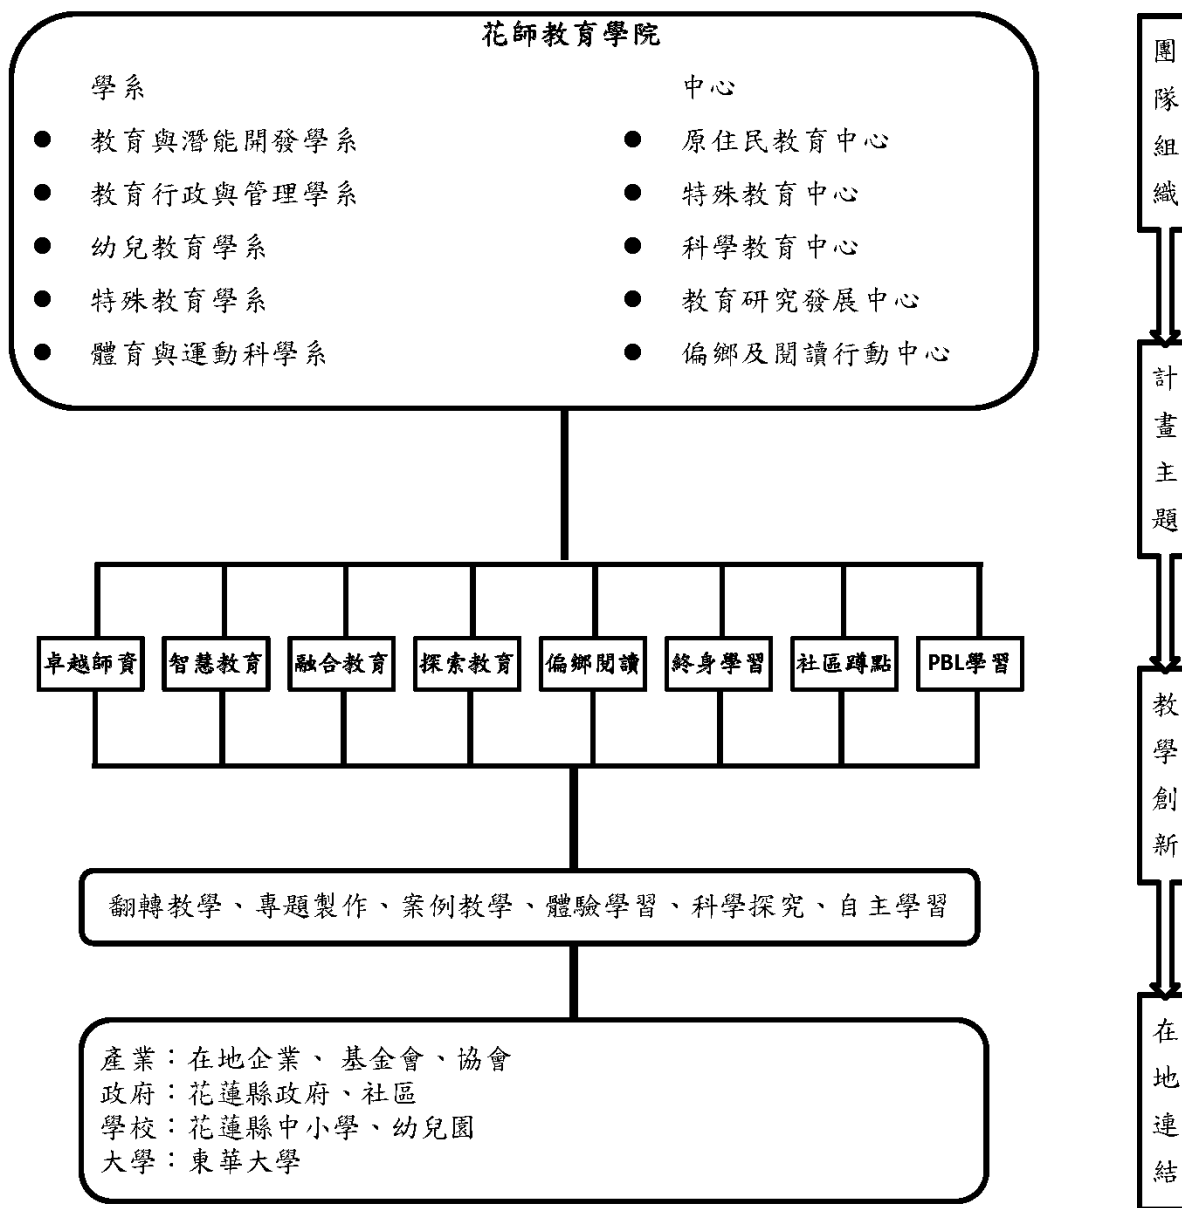 花師教育學院
學系
中心
● 教育與潛能開發學系
● 原住民教育中心
● 教育行政與管理學系
● 特殊教育中心
● 幼兒教育學系
● 科學教育中心
● 特殊教育學系
● 教育研究發展中心
● 體育與運動科學系
● 偏鄉及閱讀行動中心
卓越師資
智慧教育
融合教育
探索教育
偏鄉閱讀
終身學習
社區蹲點
PBL學習
翻轉教學、專題製作、案例教學、體驗學習、科學探究、自主學習
產業：在地企業、 基金會、協會
政府：花蓮縣政府、社區
學校：花蓮縣中小學、幼兒園
大學：東華大學
團隊組織
計畫主題
教學創新
在地連結